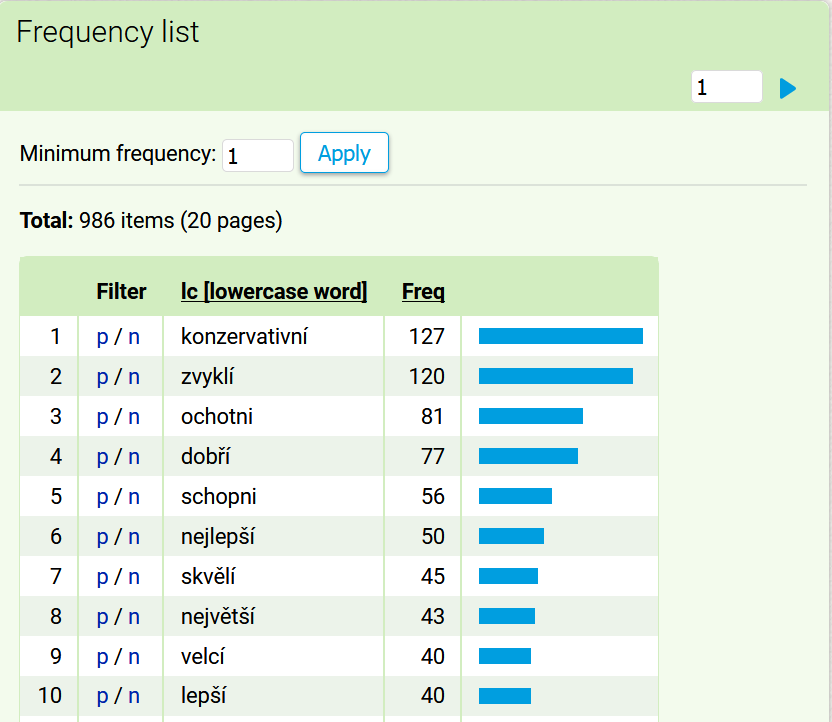 Frequency list
1
Minimum frequency: 1 Apply
Total: 986 items (20 pages)
Filter lc [lowercase word] Freq
1 p / n konzervativní 127
2 p / n zvyklí 120
3 p / n ochotni 81
4 p / n dobří 77
5 p / n schopni 56
6 p / n nejlepší 50
7 p / n skvělí 45
8 p / n největší 43
9 p / n velcí 40
10 p / n lepší 40